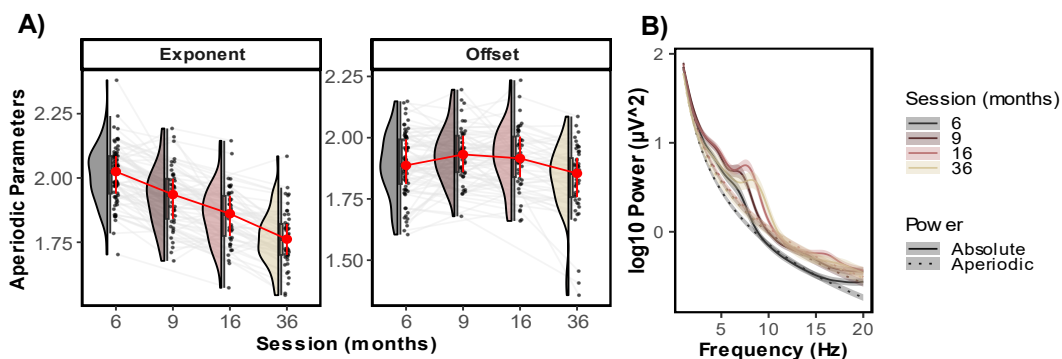 A)
Exponent
Offset
Aperiodic Parameters
2.25
2.00
1.75
2.25
2.00
1.75
1.50
6
9
16
36
6
9
16
36
Session (months)
B)
log10 Power (µV^2)
2
1
0
5
10
15
20
Frequency (Hz)
Session (months)
6
9
16
36
Power
Absolute
Aperiodic